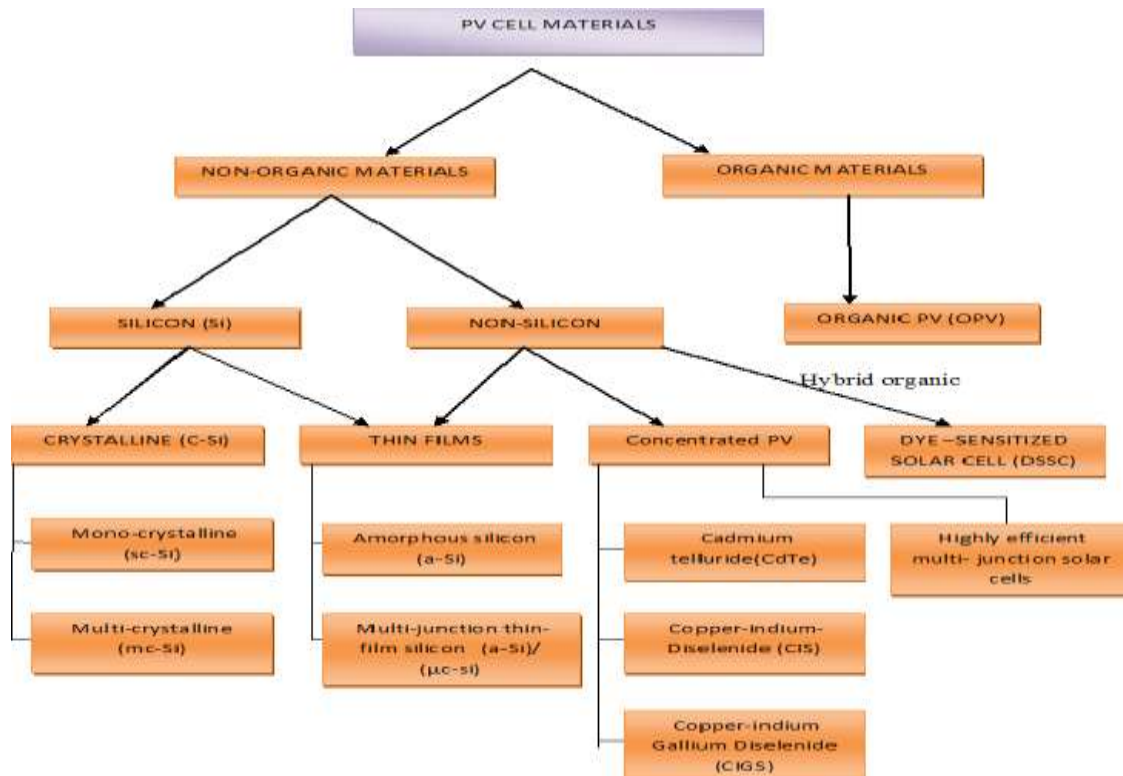 PV CELL MATERIALS
NON-ORGANIC MATERIALS
ORGANIC MATERIALS
SILICON (Si)
NON-SILICON
ORGANIC PV (OPV)
Hybrid organic
CRYSTALLINE (C-Si)
THIN FILMS
Concentrated PV
DYE –SENSITIZED
SOLAR CELL (DSSC)
Mono-crystalline
(sc-Si)
Amorphous silicon
(a-Si)
Cadmium
telluride(CdTe)
Highly efficient
multi- junction solar
cells
Multi-crystalline
(mc-Si)
Multi-junction thin-
film silicon (a-Si)/
(μc-si)
Copper-indium-
Diselenide (CIS)
Copper-indium
Gallium Diselenide
(CIGS)